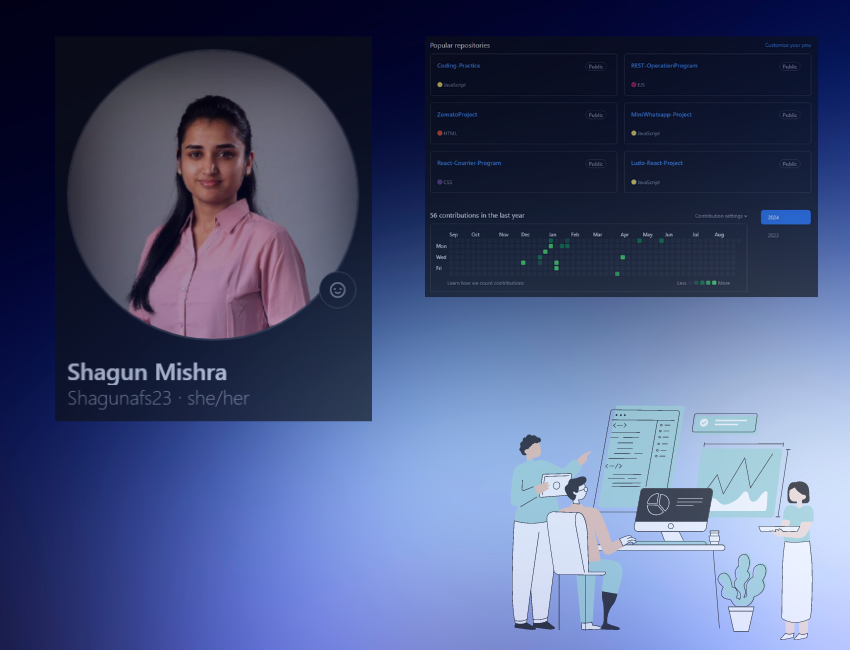 Shagun Mishra
Shagunafs23 · she/her
Popular repositories
Customize your pins
Coding-Practice
Public
JavaScript
REST-OperationProgram
Public
EJS
ZomatoProject
Public
HTML
MiniWhatsapp-Project
Public
JavaScript
React-Counter-Program
Public
CSS
Ludo-React-Project
Public
JavaScript
56 contributions in the last year
Contribution settings
2024
2023
Sep Oct Nov Dec Jan Feb Mar Apr May Jun Jul Aug
Mon
Wed
Fri
Learn how we count contributions
Less More